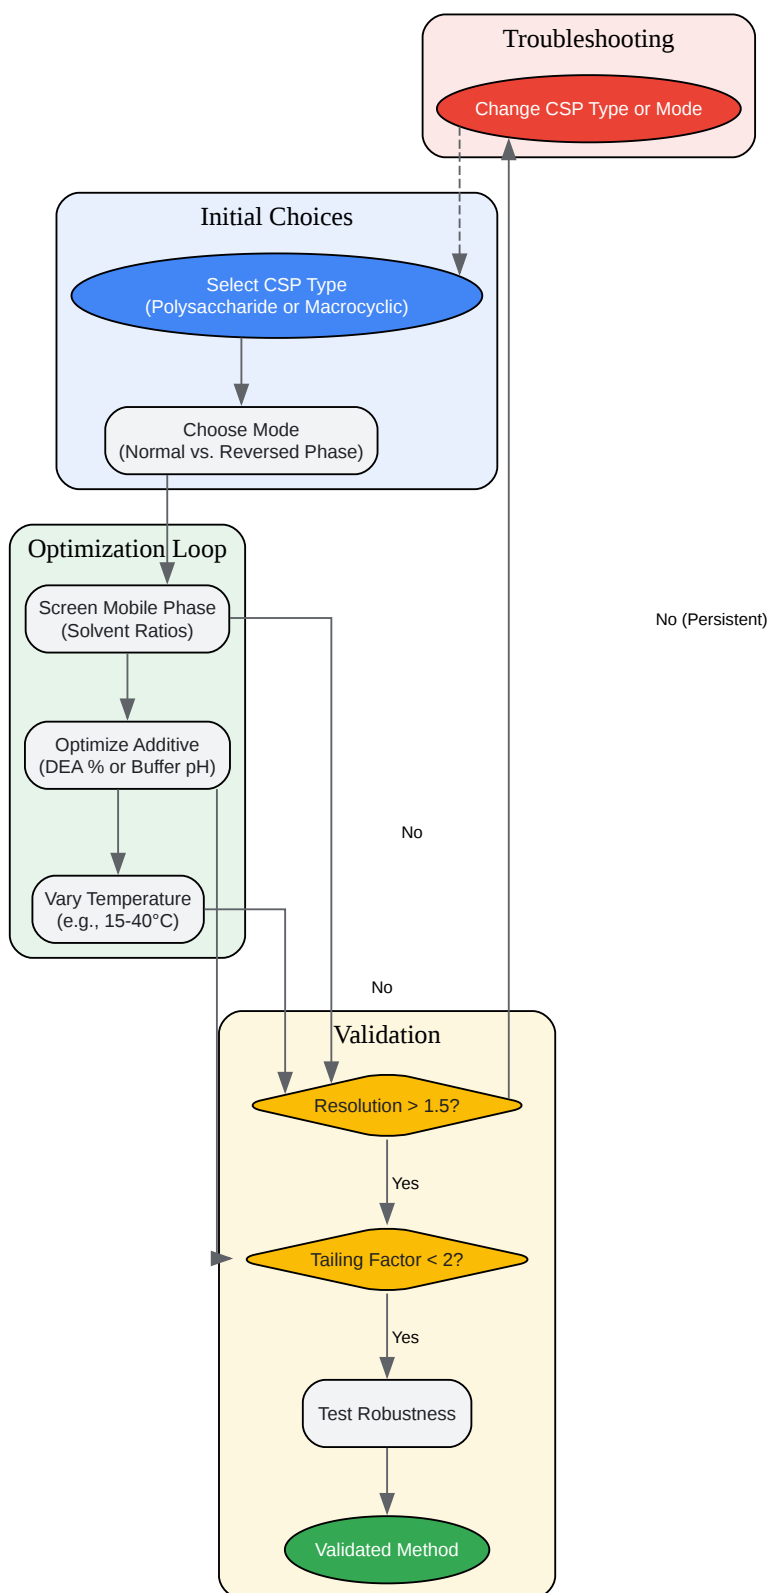 Troubleshooting
Change CSP Type or Mode
Initial Choices
Select CSP Type
(Polysaccharide or Macrocyclic)
Choose Mode
(Normal vs. Reversed Phase)
Optimization Loop
Screen Mobile Phase
(Solvent Ratios)
No (Persistent)
Optimize Additive
(DEA % or Buffer pH)
No
Vary Temperature
(e.g., 15-40°C)
No
Validation
Resolution > 1.5?
Yes
Tailing Factor < 2?
Yes
Test Robustness
Validated Method